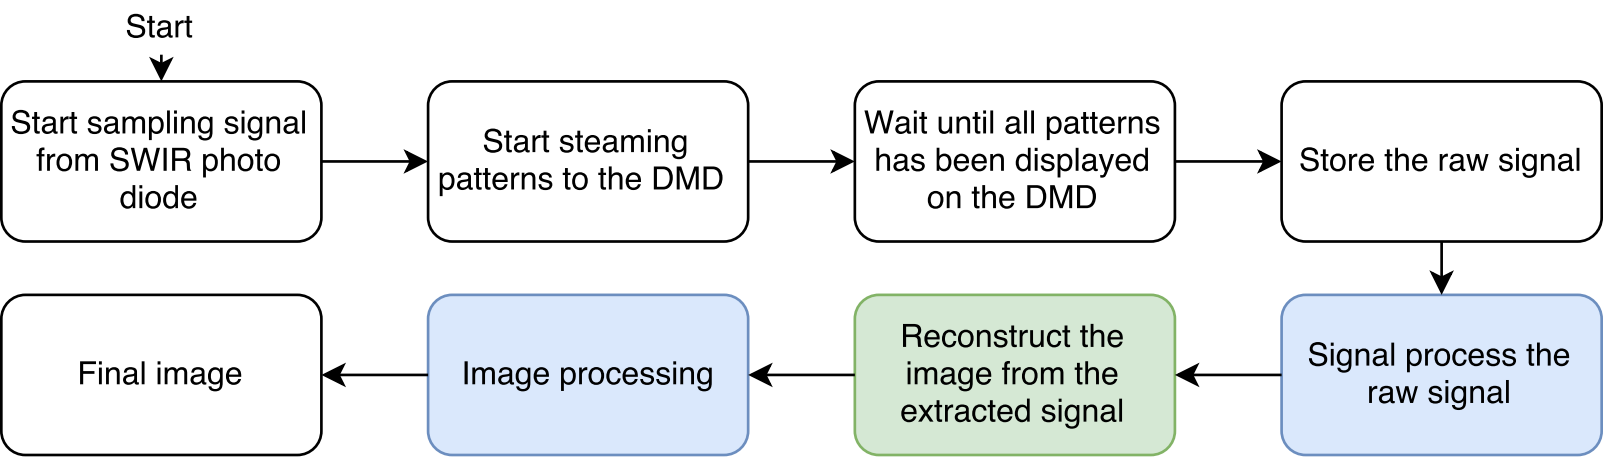 Start
Start sampling signal
from SWIR photo
diode
Start steaming
patterns to the DMD
Wait until all patterns
has been displayed
on the DMD
Store the raw signal
Signal process the
raw signal
Reconstruct the
image from the
extracted signal
Image processing
Final image